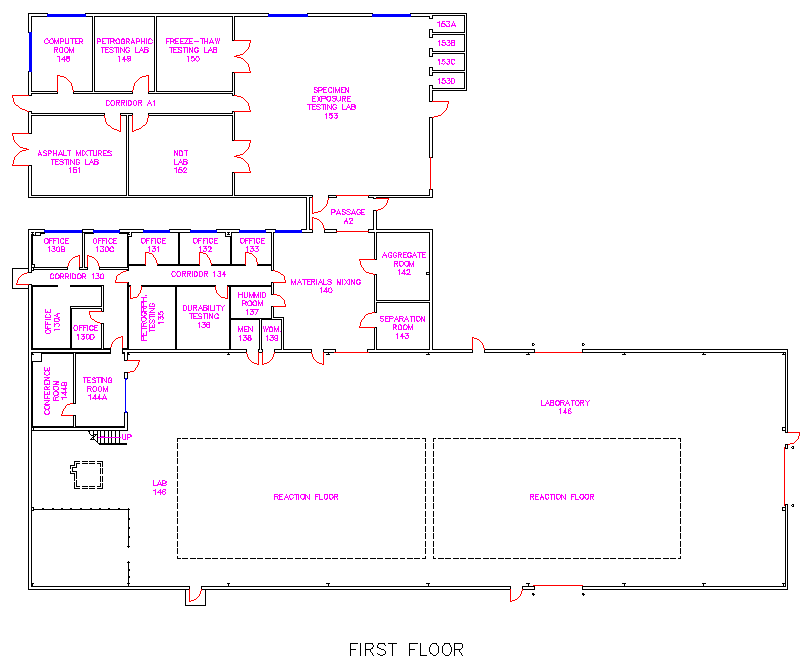 COMPUTER
ROOM
148
PETROGRAPHIC
TESTING LAB
149
FREEZE-THAW
TESTING LAB
150
153A
153B
153C
153D
SPECIMEN
EXPOSURE
TESTING LAB
153
CORRIDOR A1
ASPHALT MIXTURES
TESTING LAB
151
NDT
LAB
152
PASSAGE
A2
OFFICE
130B
OFFICE
130C
OFFICE
131
OFFICE
132
OFFICE
133
CORRIDOR 130
CORRIDOR 134
MATERIALS MIXING
140
AGGREGATE
ROOM
142
OFFICE
130A
OFFICE
130D
PETROGRAPH.
TESTING
135
DURABILITY
TESTING
136
HUMMID
ROOM
137
MEN
138
WOM.
139
SEPARATION
ROOM
143
CONFERENCE
ROOM
144B
TESTING
ROOM
144A
UP
LABORATORY
146
LAB
146
REACTION FLOOR
REACTION FLOOR
FIRST FLOOR